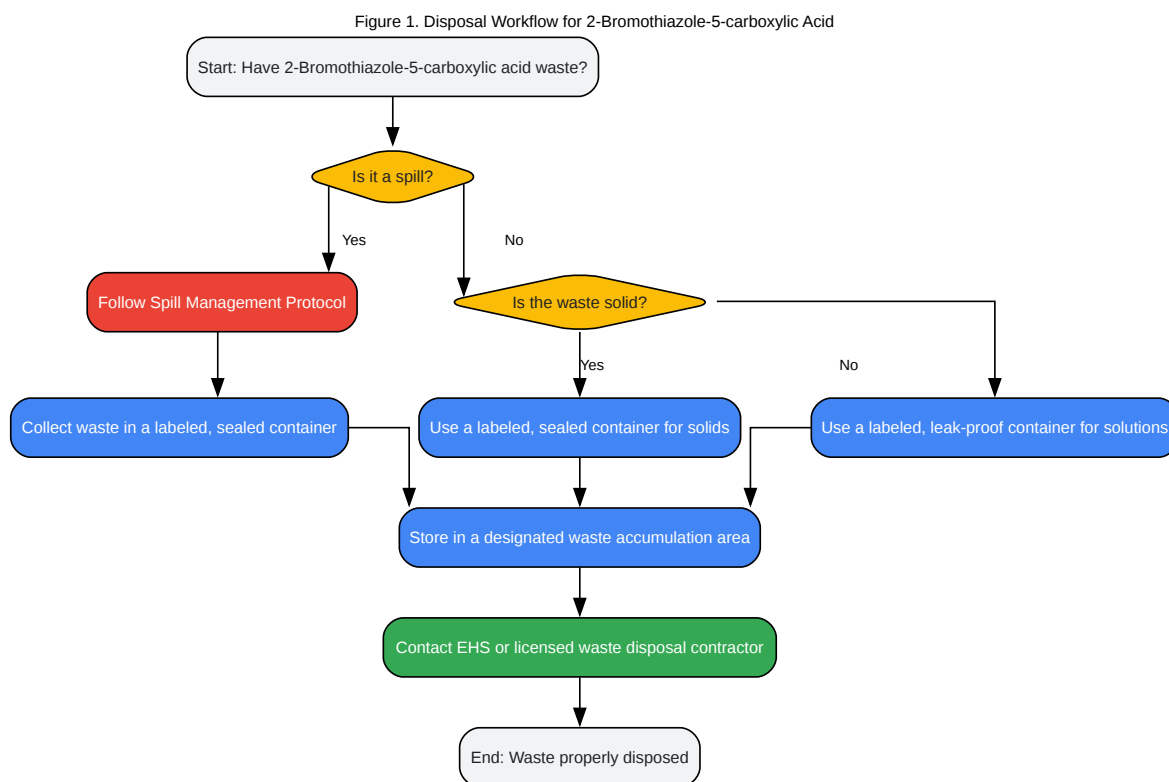 Figure 1. Disposal Workflow for 2-Bromothiazole-5-carboxylic Acid
Start: Have 2-Bromothiazole-5-carboxylic acid waste?
Is it a spill?
Yes
No
Follow Spill Management Protocol
Is the waste solid?
Yes
No
Collect waste in a labeled, sealed container
Use a labeled, sealed container for solids
Use a labeled, leak-proof container for solutions
Store in a designated waste accumulation area
Contact EHS or licensed waste disposal contractor
End: Waste properly disposed